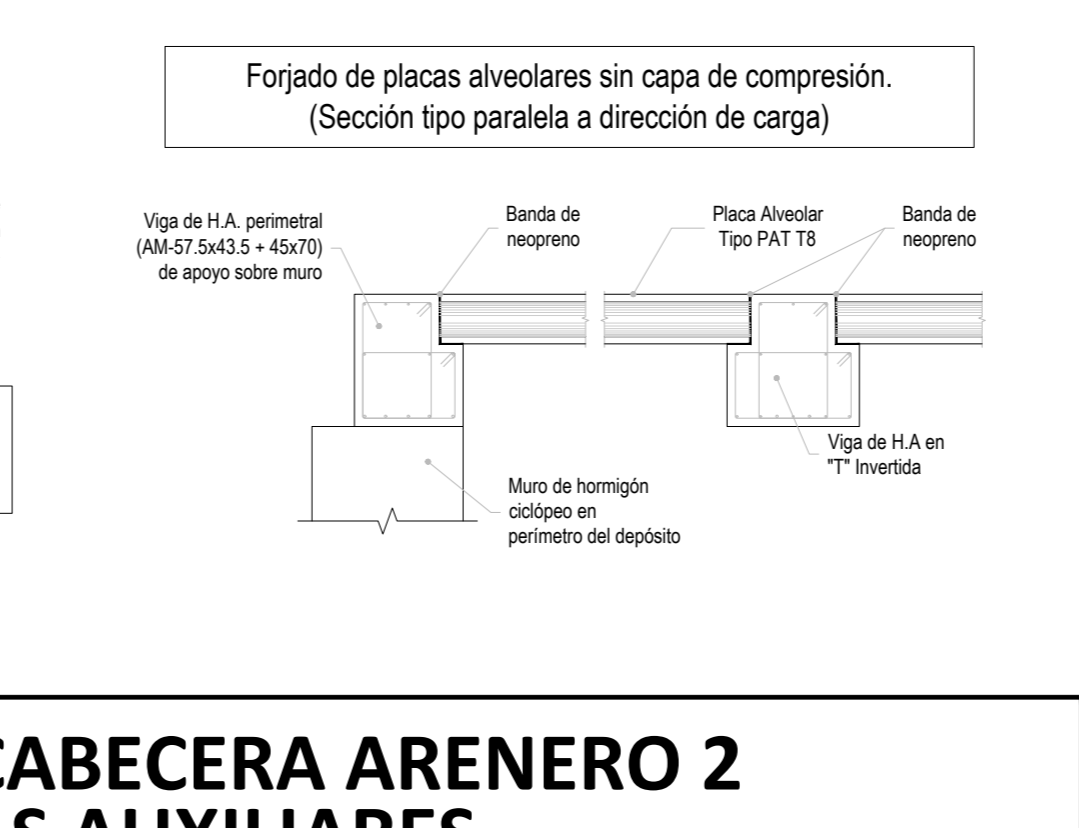 Forjado de placas alveolares sin capa de compresión.
(Sección tipo paralela a dirección de carga)
Viga de H.A. perimetral
(AM-57.5x43.5 + 45x70)
de apoyo sobre muro
Banda de
neopreno
Placa Alveolar
Tipo PAT T8
Banda de
neopreno
Viga de H.A en
"T" Invertida
Muro de hormigón
ciclópeo en
perímetro del depósito
CABECERA ARENERO 2
S AUXILIARES